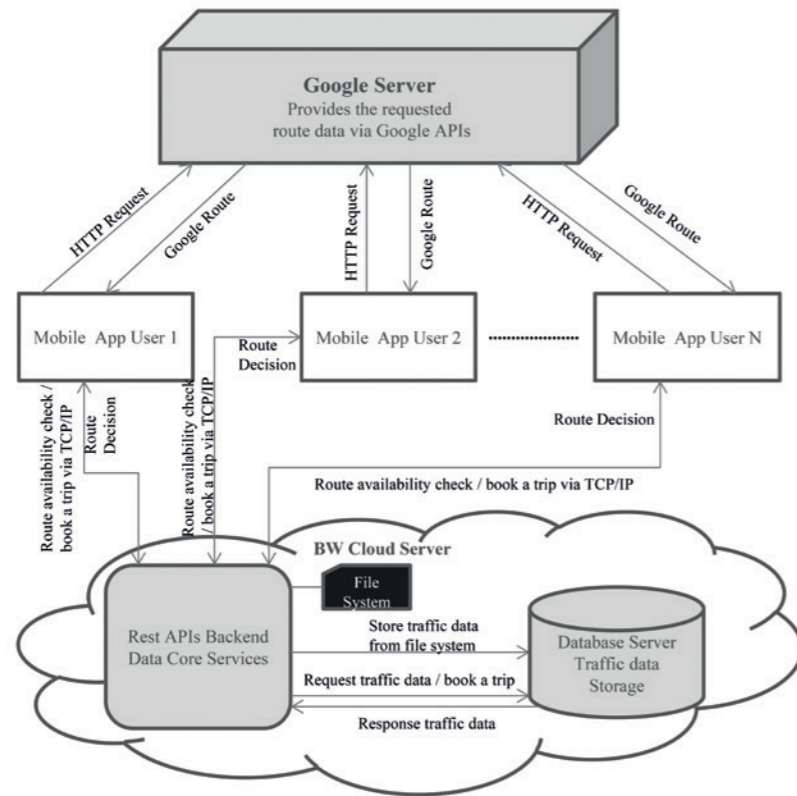 Google Server
Provides the requested
route data via Google APIs
HTTP Request
Google Route
HTTP Request
Google Route
HTTP Request
Google Route
Mobile App User 1
Mobile App User 2
Mobile App User N
Route availability check /
book a trip via TCP/IP
Route
Decision
Route availability check
/ book a trip via TCP/IP
Route
Decision
Route Decision
Route availability check / book a trip via TCP/IP
BW Cloud Server
File
System
Rest APIs Backend
Data Core Services
Store traffic data
from file system
Request traffic data / book a trip
Response traffic data
Database Server
Traffic data
Storage